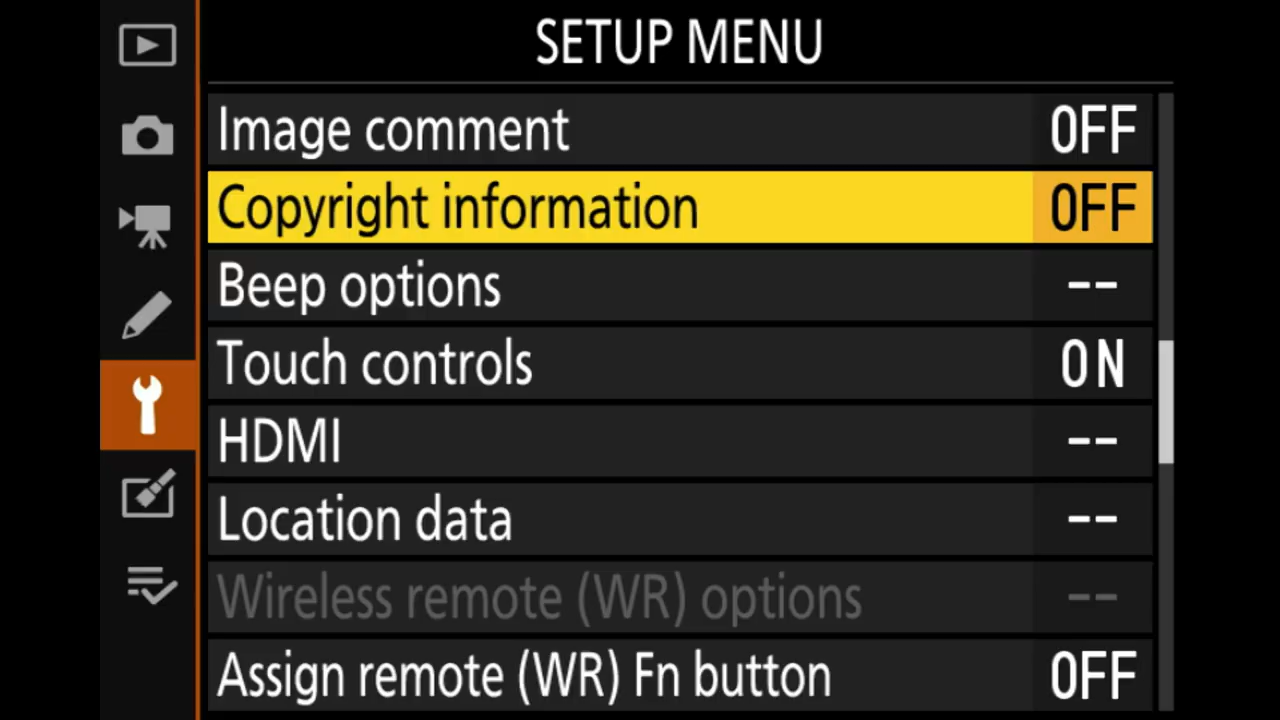 SETUP MENU
Image comment OFF
Copyright information OFF
Beep options --
Touch controls ON
HDMI --
Location data --
Wireless remote (WR) options --
Assign remote (WR) Fn button OFF